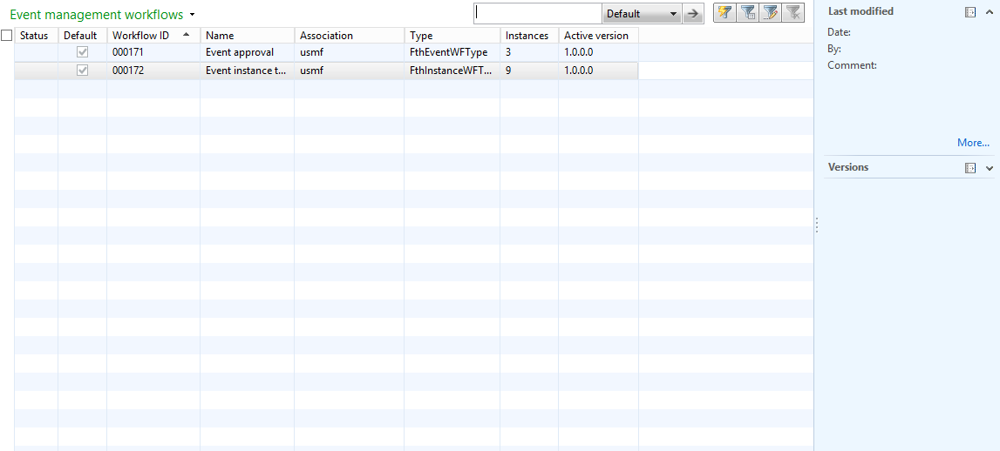 Event management workflows
Default
Status Default Workflow ID Name Association Type Instances Active version
000171 Event approval usmf FthEventWFType 3 1.0.0.0
000172 Event instance t... usmf FthInstanceWFT... 9 1.0.0.0
Last modified
Date:
By:
Comment:
More...
Versions